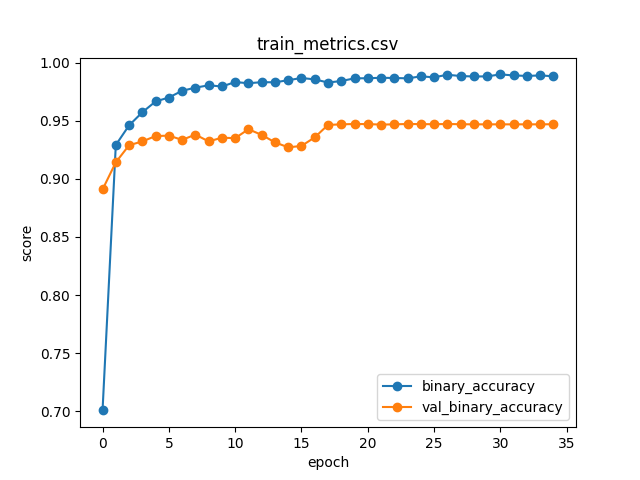 train_metrics.csv
1.00
0.95
0.90
0.85
0.80
0.75
0.70
score
0 5 10 15 20 25 30 35
epoch
binary_accuracy
val_binary_accuracy